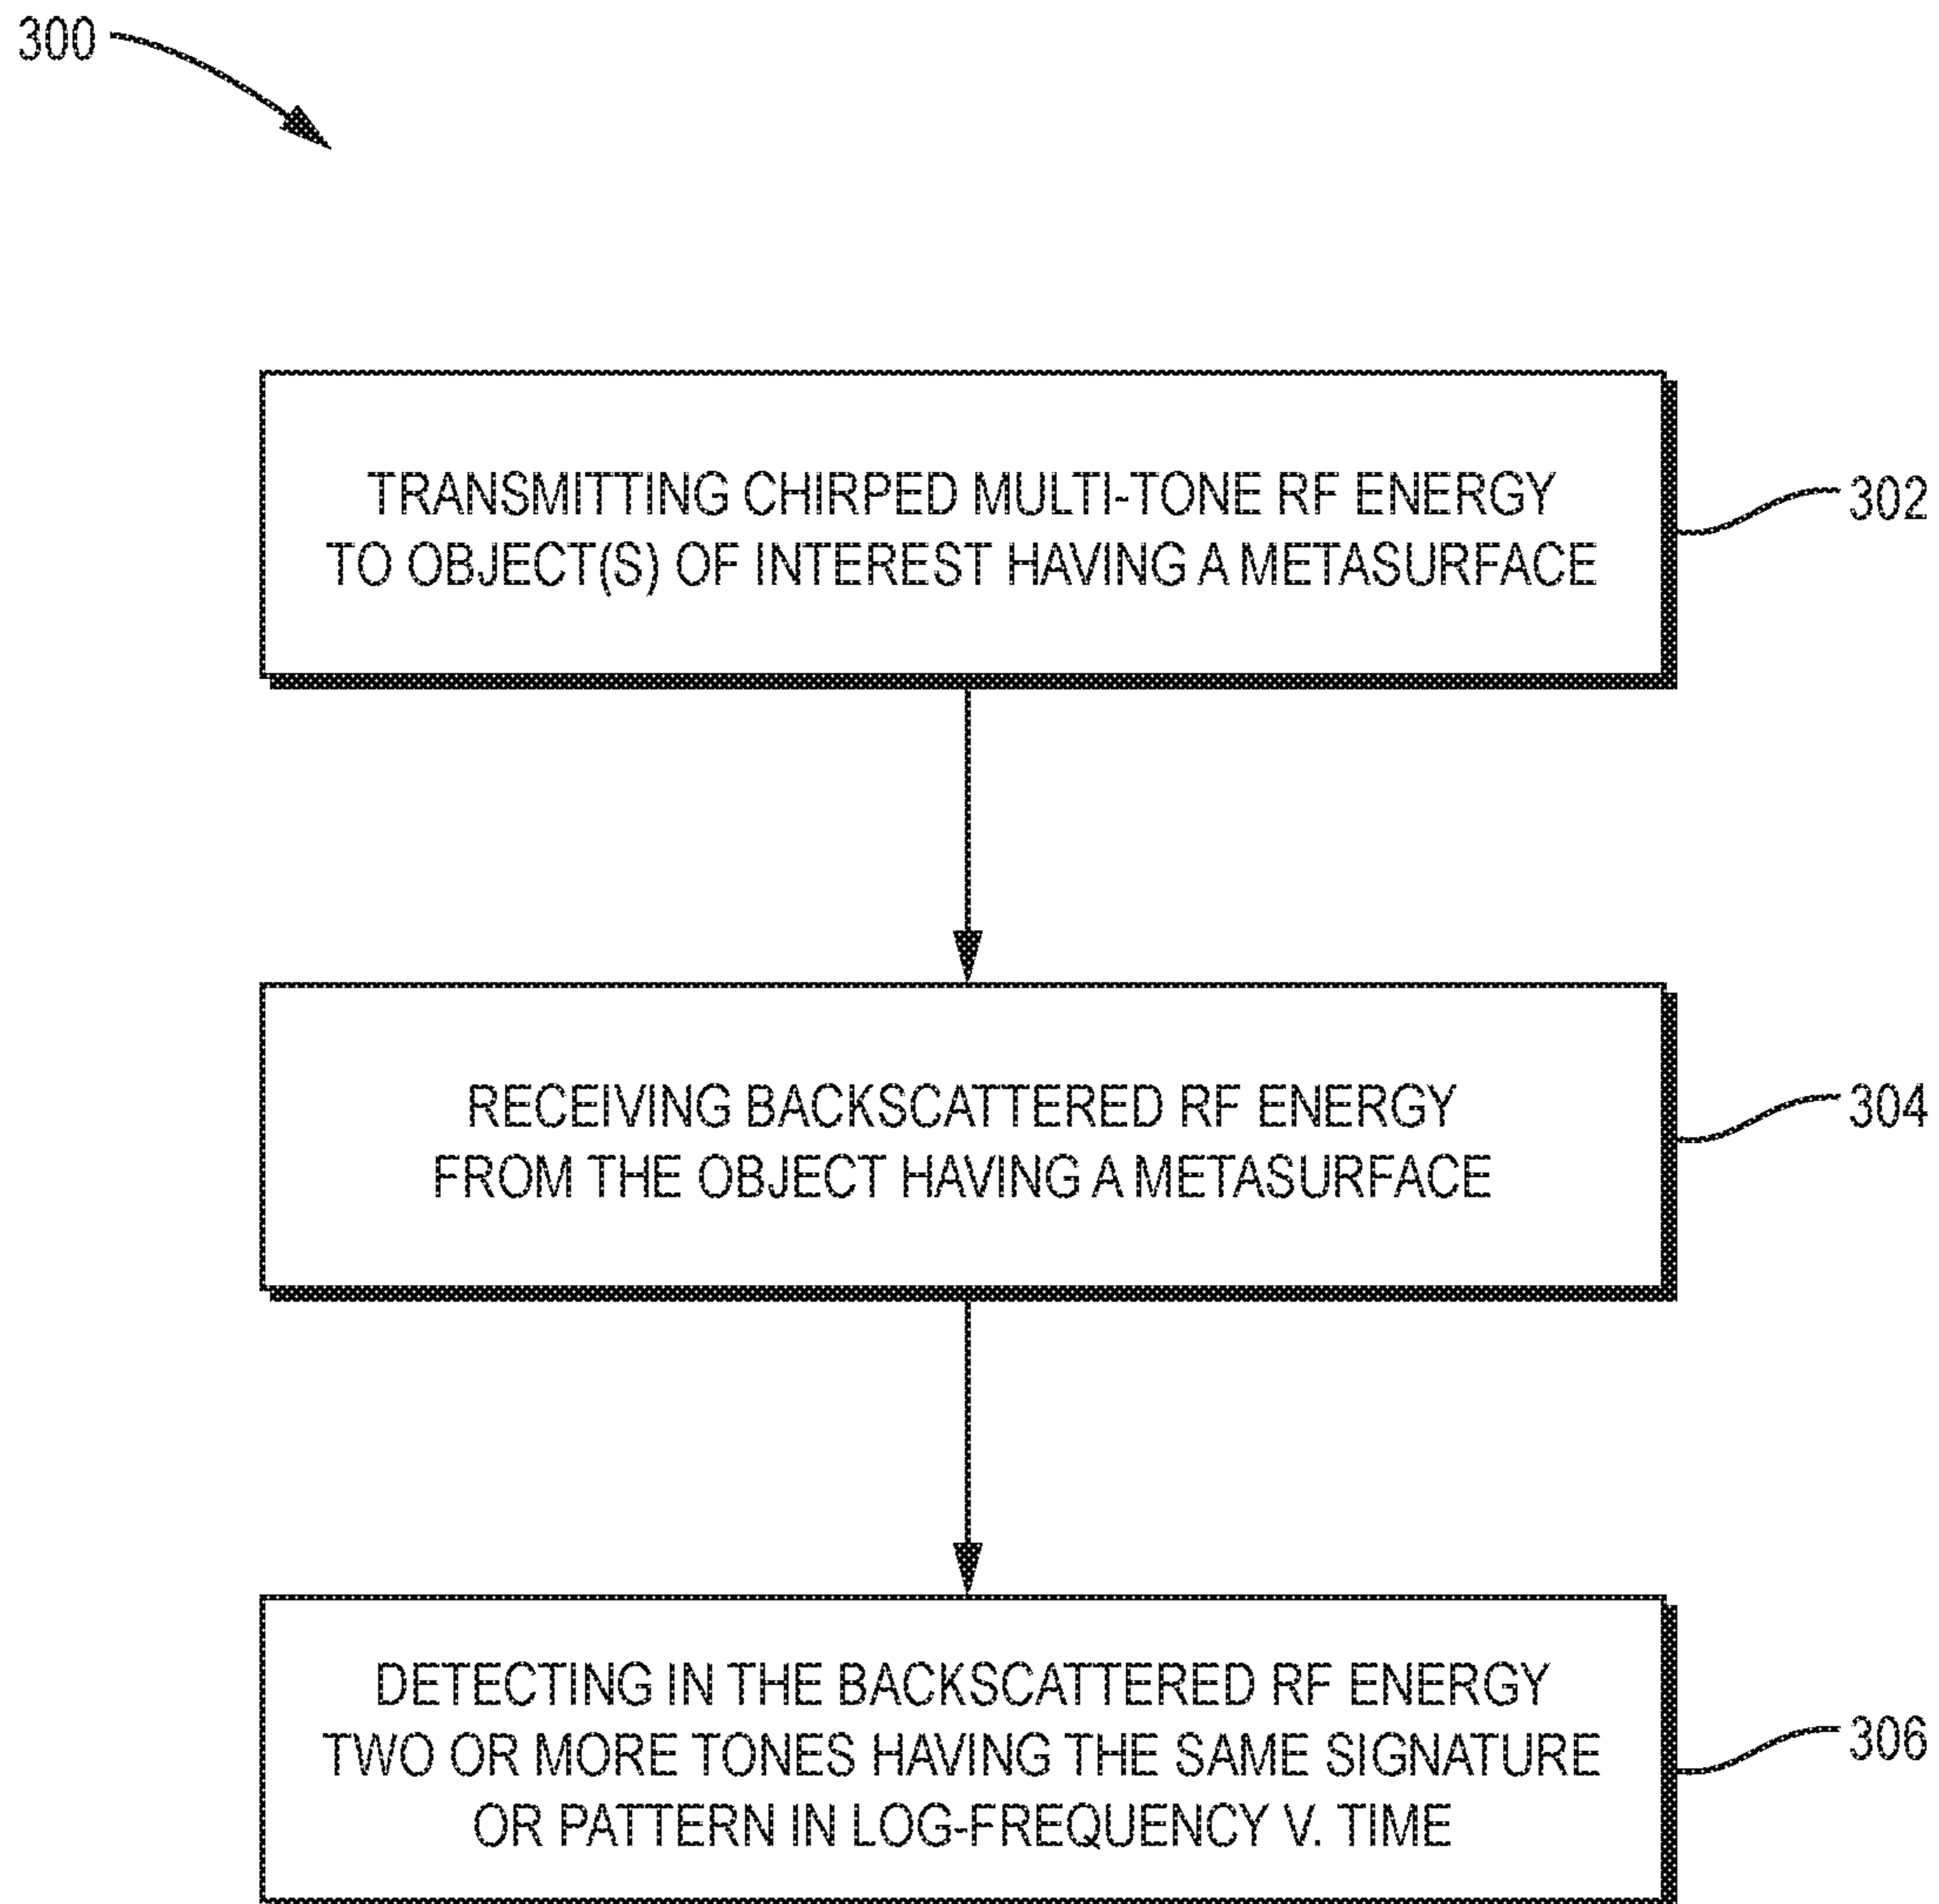 300
TRANSMITTING CHIRPED MULTI-TONE RF ENERGY
TO OBJECT(S) OF INTEREST HAVING A METASURFACE
302
RECEIVING BACKSCATTERED RF ENERGY
FROM THE OBJECT HAVING A METASURFACE
304
DETECTING IN THE BACKSCATTERED RF ENERGY
TWO OR MORE TONES HAVING THE SAME SIGNATURE
OR PATTERN IN LOG-FREQUENCY V. TIME
306